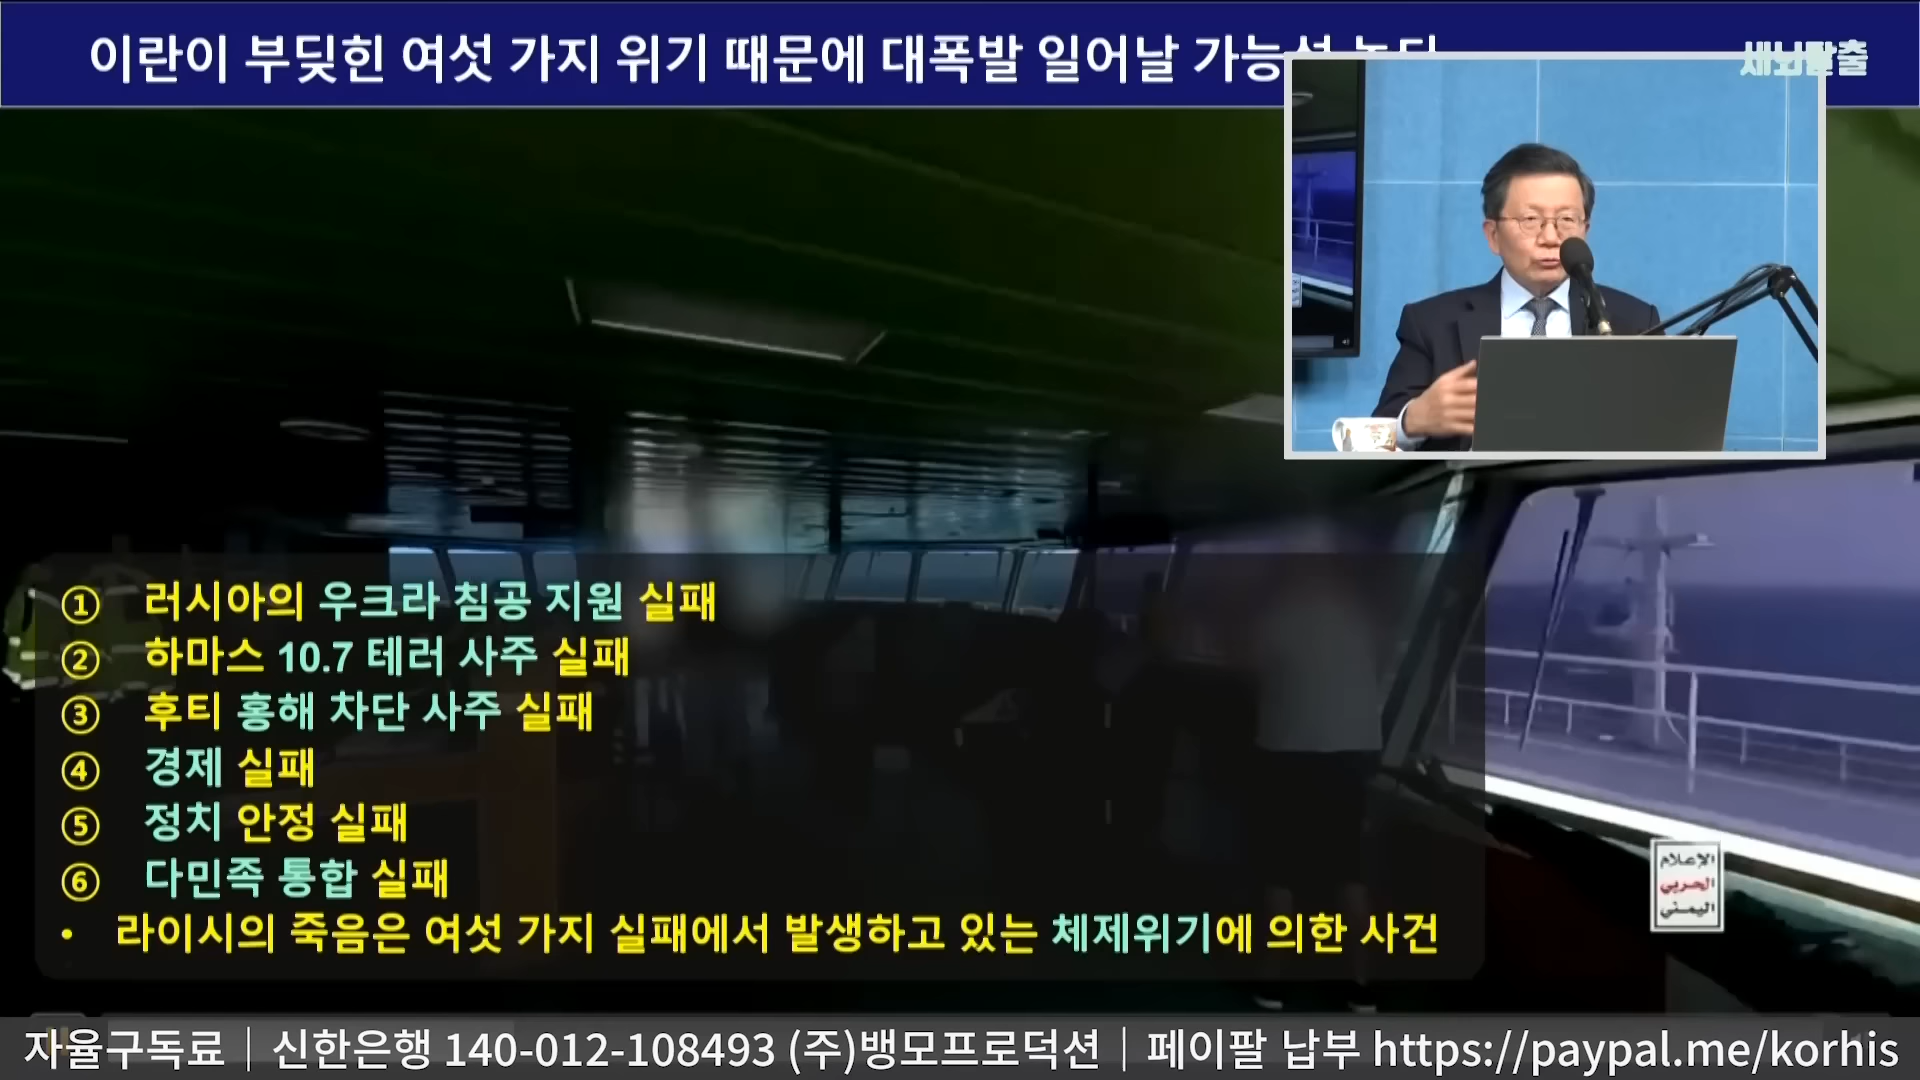 이란이 부딪힌 여섯 가지 위기 때문에 대폭발 일어날
세뇌탈출
① 러시아의 우크라 침공 지원 실패
② 하마스 10.7 테러 사주 실패
③ 후티 홍해 차단 사주 실패
④ 경제 실패
⑤ 정치 안정 실패
⑥ 다민족 통합 실패
• 라이시의 죽음은 여섯 가지 실패에서 발생하고 있는 체제위기에 의한 사건
الإعلام
الحربي
اليمني
자율구독료｜신한은행 140-012-108493 (주)뱅모프로덕션｜페이팔 납부 https://paypal.me/korhis